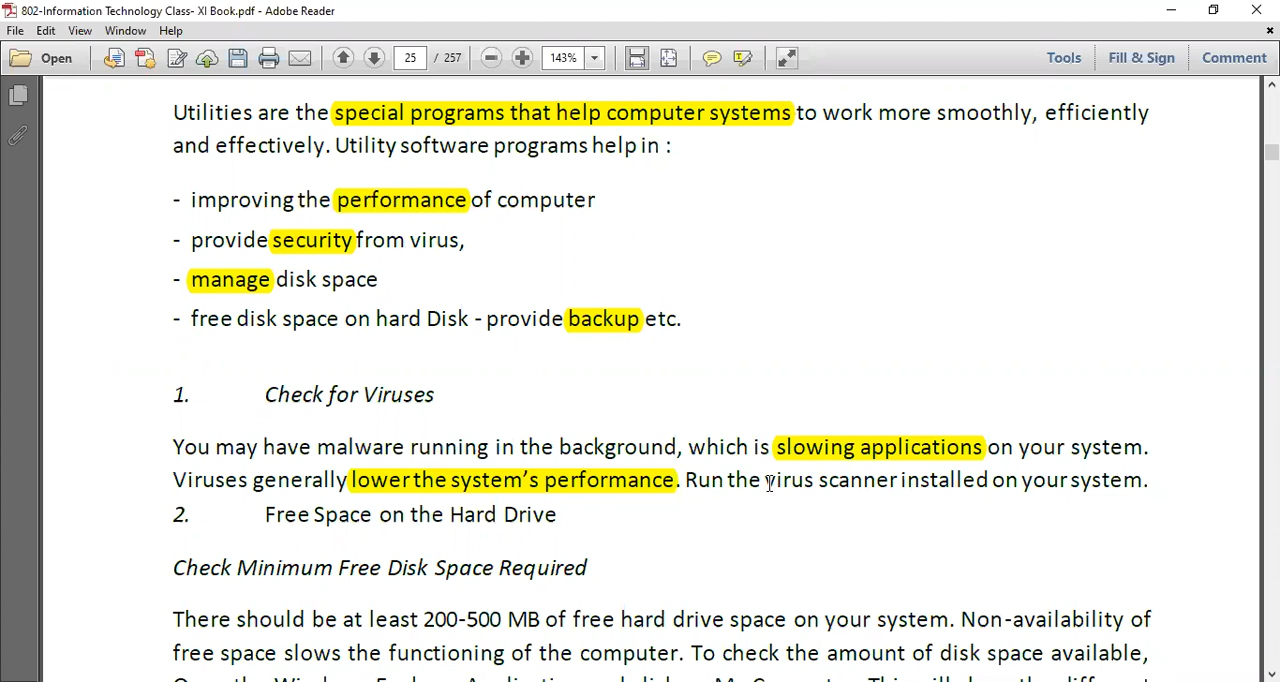 802-Information Technology Class- XI Book.pdf - Adobe Reader
File Edit View Window Help
Open 25 / 257 143% Tools Fill & Sign Comment
Utilities are the special programs that help computer systems to work more smoothly, efficiently
and effectively. Utility software programs help in :
- improving the performance of computer
- provide security from virus,
- manage disk space
- free disk space on hard Disk - provide backup etc.
1. Check for Viruses
You may have malware running in the background, which is slowing applications on your system.
Viruses generally lower the system's performance. Run the virus scanner installed on your system.
2. Free Space on the Hard Drive
Check Minimum Free Disk Space Required
There should be at least 200-500 MB of free hard drive space on your system. Non-availability of
free space slows the functioning of the computer. To check the amount of disk space available,